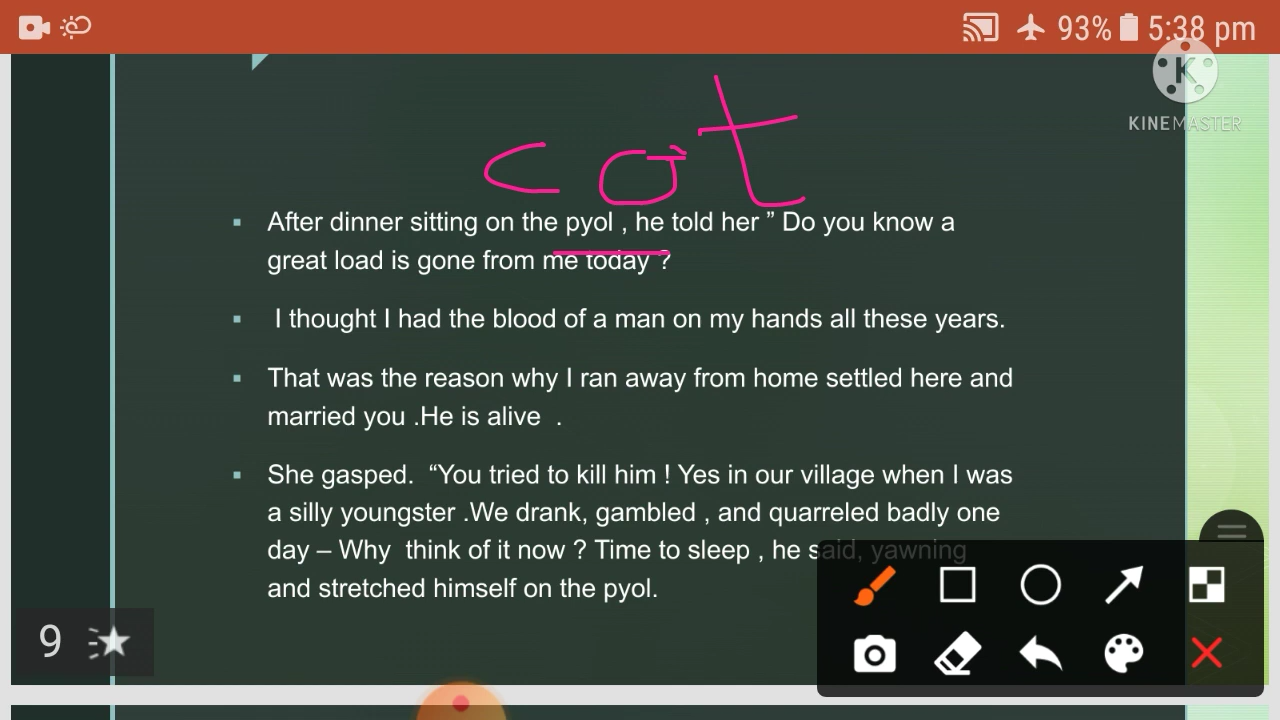 93% 5:38 pm
K
KINEMASTER
cot
After dinner sitting on the pyol , he told her ” Do you know a
great load is gone from me today ?
I thought I had the blood of a man on my hands all these years.
That was the reason why I ran away from home settled here and
married you .He is alive .
She gasped. “You tried to kill him ! Yes in our village when I was
a silly youngster .We drank, gambled , and quarreled badly one
day – Why think of it now ? Time to sleep , he said, yawning
and stretched himself on the pyol.
9